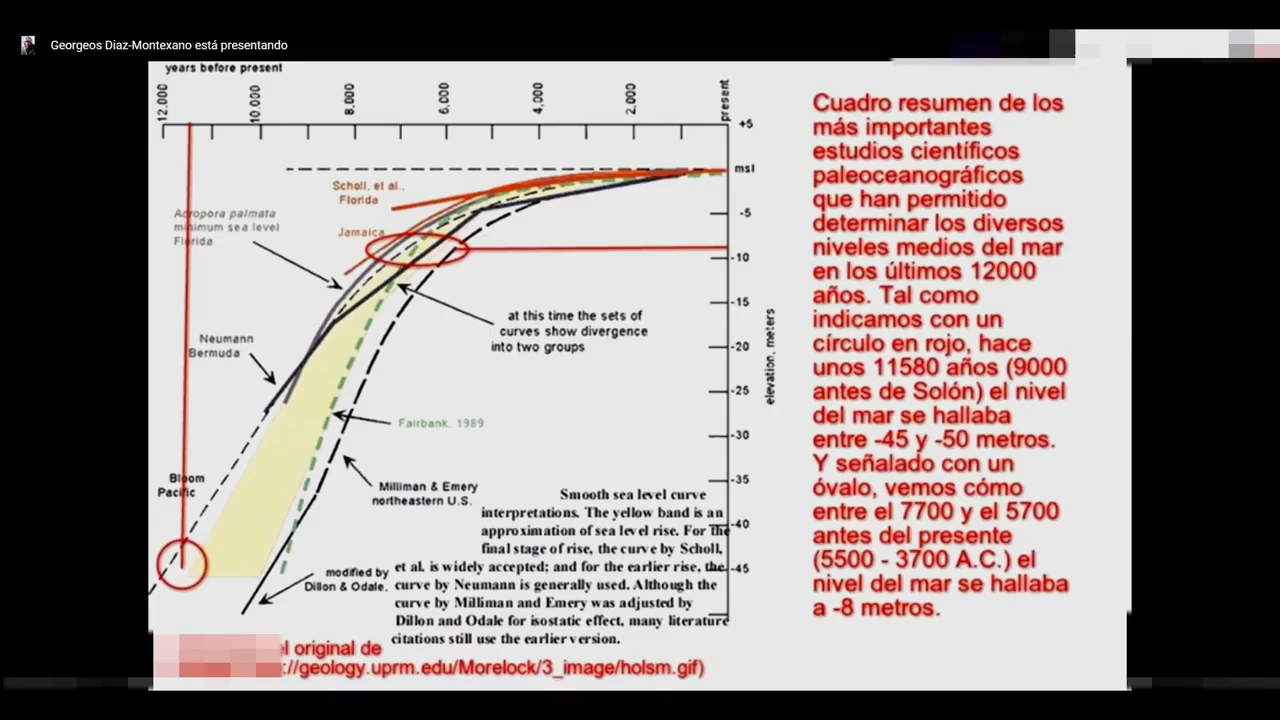 Georgeos Diaz-Montexano está presentando
years before present
12.000
10.000
8,000
6,000
4,000
2,000
present
+5
msl
-5
-10
-15
-20
-25
-30
-35
-40
-45
elevation, meters
Scholl, et al.,
Florida
Acropora palmata
minimum sea level
Florida
Jamaica
at this time the sets of
curves show divergence
into two groups
Neumann
Bermuda
Fairbank. 1989
Bloom
Pacific
Milliman & Emery
northeastern U.S.
modified by
Dillon & Odale.
Smooth sea level curve
interpretations. The yellow band is an
approximation of sea level rise. For the
final stage of rise, the curve by Scholl,
et al. is widely accepted; and for the earlier rise, the
curve by Neumann is generally used. Although the
curve by Milliman and Emery was adjusted by
Dillon and Odale for isostatic effect, many literature
citations still use the earlier version.
el original de
://geology.uprm.edu/Morelock/3_image/holsm.gif)
Cuadro resumen de los
más importantes
estudios científicos
paleoceanográficos
que han permitido
determinar los diversos
niveles medios del mar
en los últimos 12000
años. Tal como
indicamos con un
círculo en rojo, hace
unos 11580 años (9000
antes de Solón) el nivel
del mar se hallaba
entre -45 y -50 metros.
Y señalado con un
óvalo, vemos cómo
entre el 7700 y el 5700
antes del presente
(5500 - 3700 A.C.) el
nivel del mar se hallaba
a -8 metros.